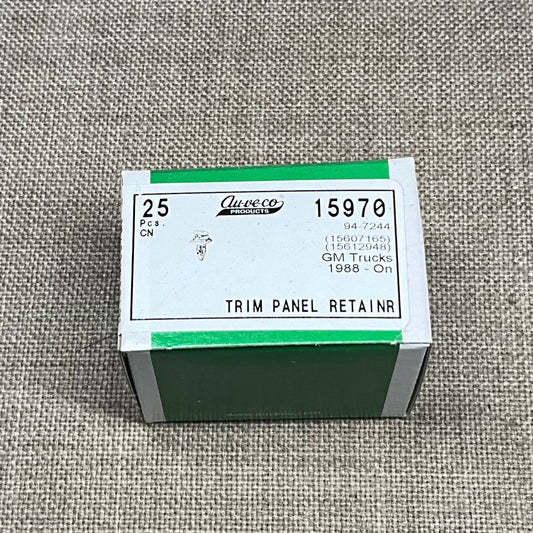 25
Pcs.
CN
au-ve-co®
PRODUCTS
15970
94-7244
(15607165)
(15612948)
GM Trucks
1988 - On
TRIM PANEL RETAINR